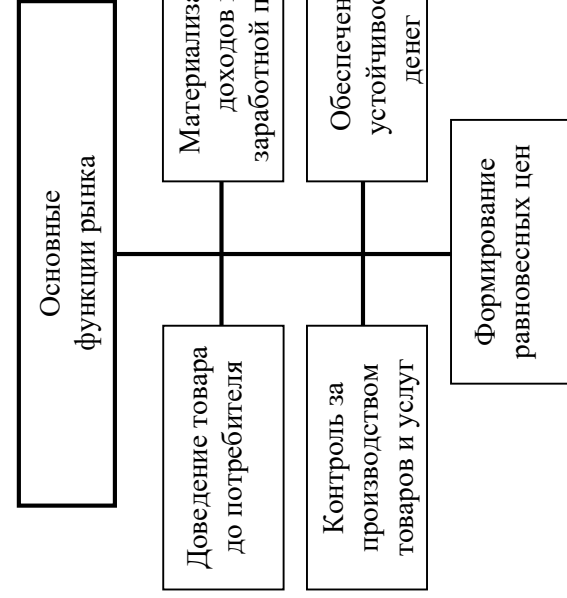 Основные
функции рынка
Доведение товара
до потребителя
Материализа
доходов
заработной п
Контроль за
производством
товаров и услуг
Обеспечен
устойчивос
денег
Формирование
равновесных цен